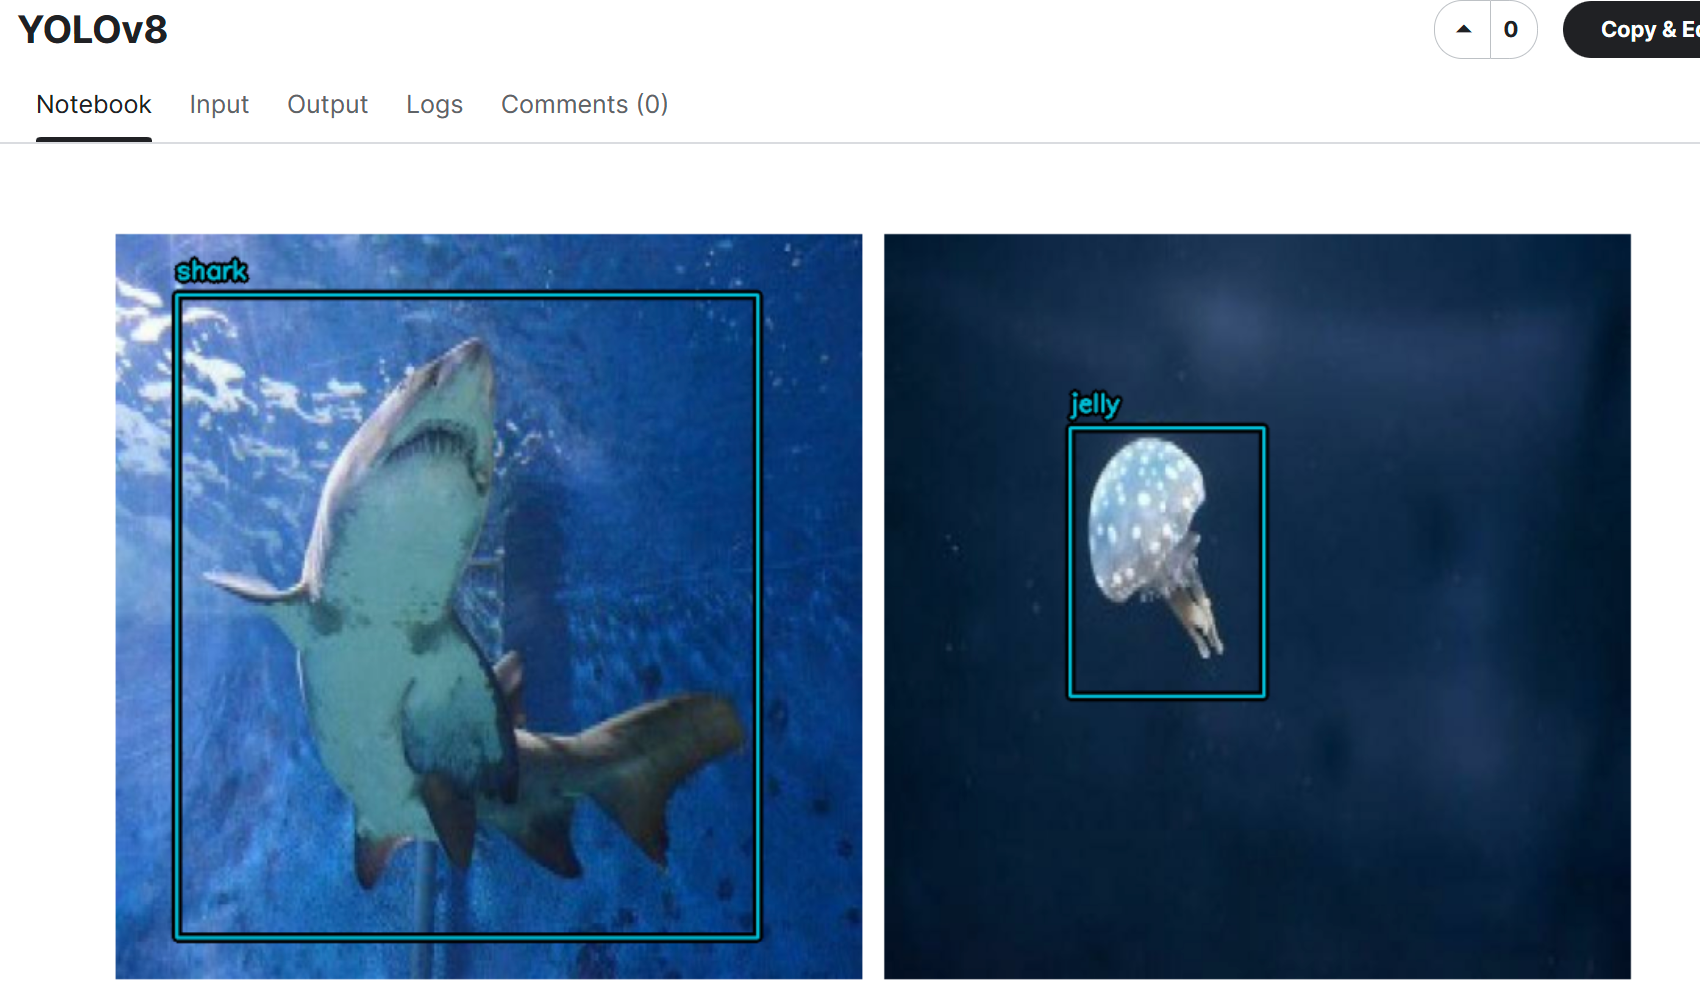 YOLOv8
0
Copy & Ed
Notebook Input Output Logs Comments (0)
shark
jelly